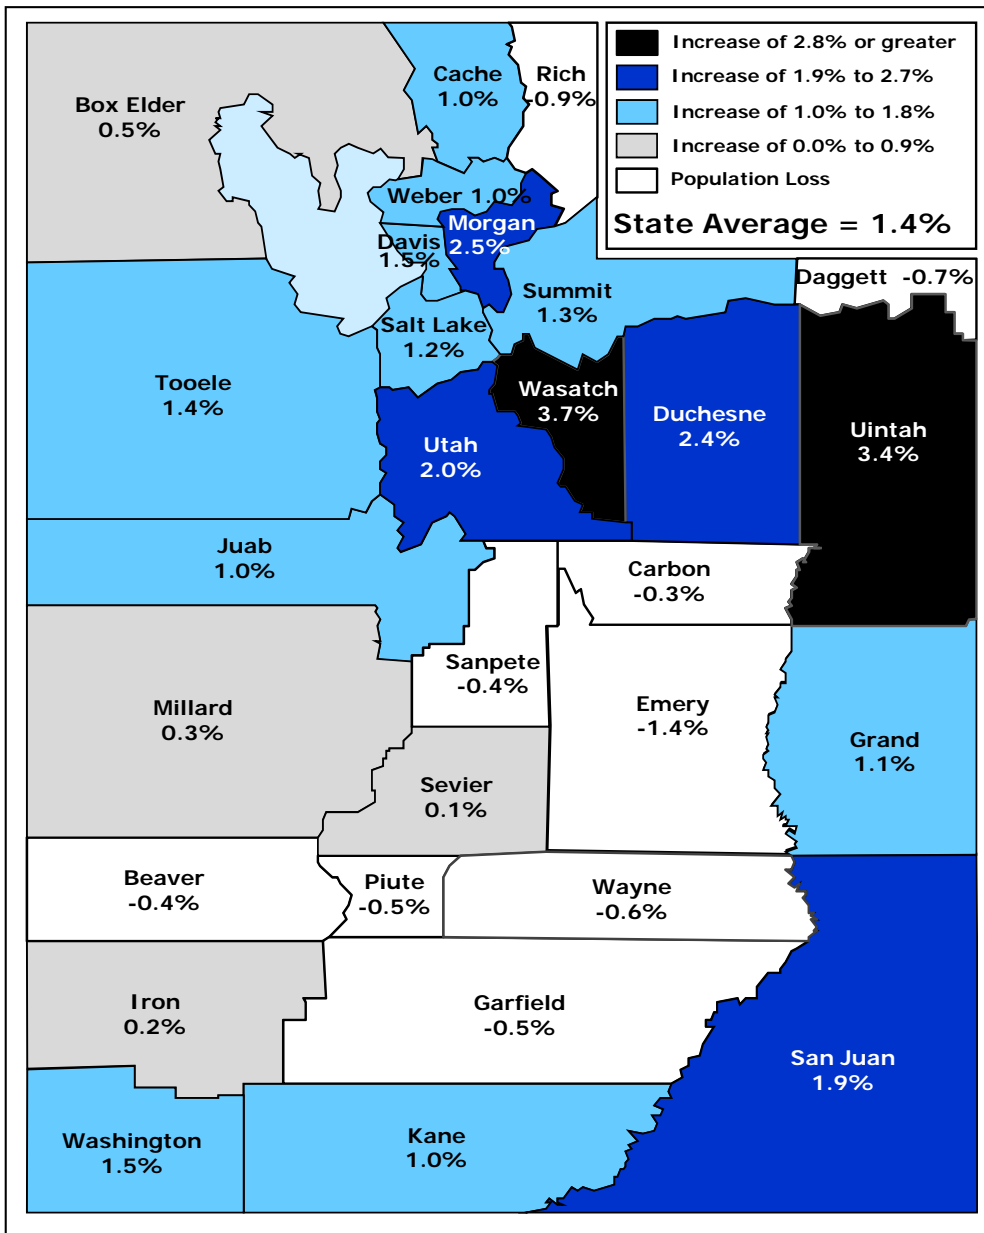 Increase of 2.8% or greater
Increase of 1.9% to 2.7%
Increase of 1.0% to 1.8%
Increase of 0.0% to 0.9%
Population Loss
State Average = 1.4%
Cache
1.0%
Rich
-0.9%
Box Elder
0.5%
Weber 1.0%
Morgan
2.5%
Davis
1.5%
Daggett -0.7%
Summit
1.3%
Salt Lake
1.2%
Tooele
1.4%
Wasatch
3.7%
Duchesne
2.4%
Uintah
3.4%
Utah
2.0%
Juab
1.0%
Carbon
-0.3%
Sanpete
-0.4%
Millard
0.3%
Emery
-1.4%
Grand
1.1%
Sevier
0.1%
Beaver
-0.4%
Piute
-0.5%
Wayne
-0.6%
Iron
0.2%
Garfield
-0.5%
San Juan
1.9%
Washington
1.5%
Kane
1.0%